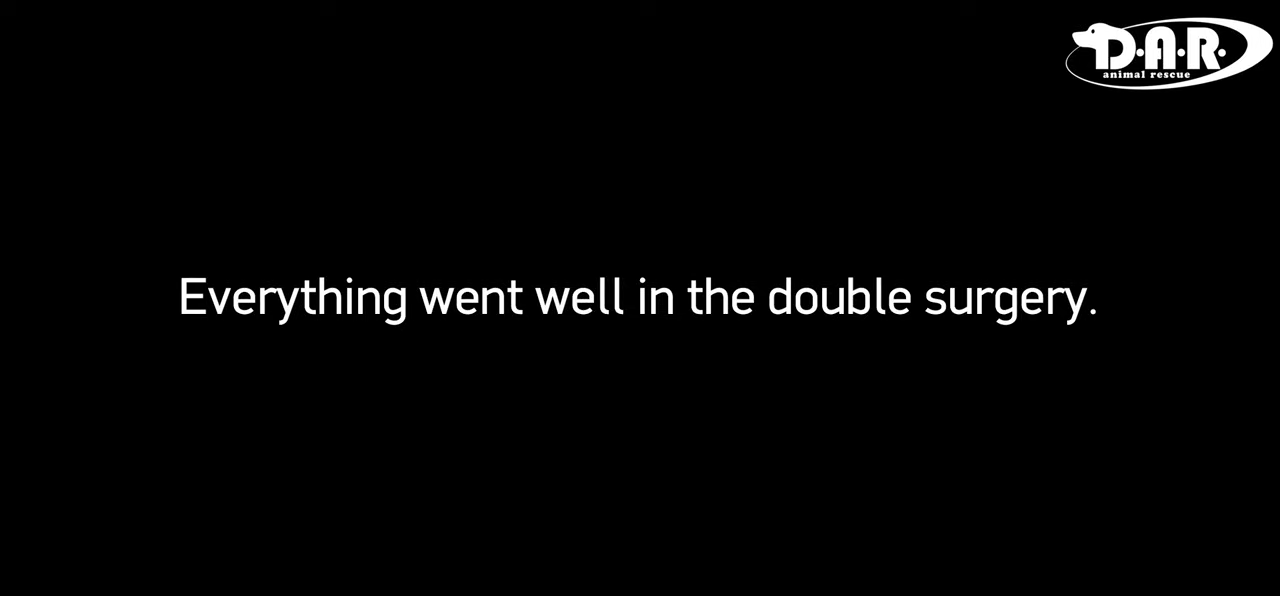 D·A·R·
animal rescue
Everything went well in the double surgery.